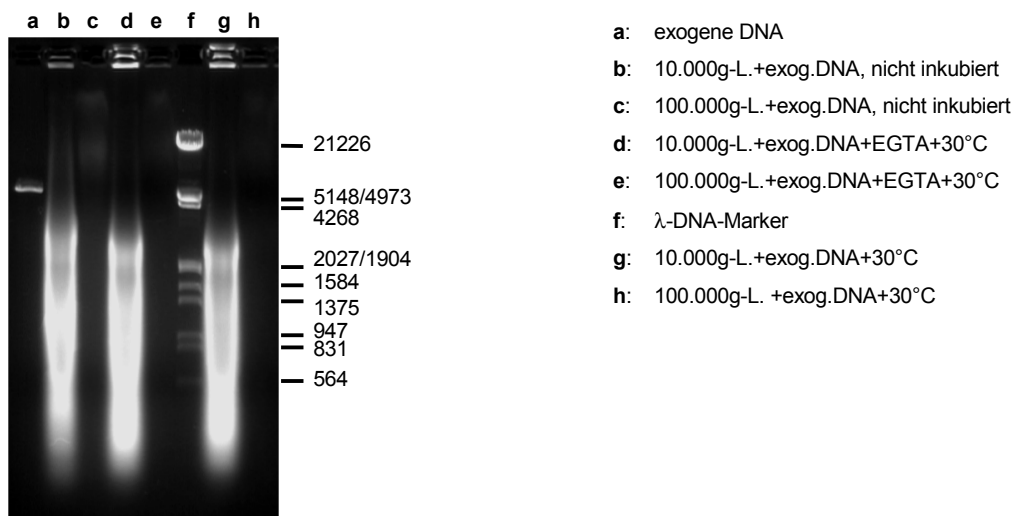 a b c d e f g h
21226
5148/4973
4268
2027/1904
1584
1375
947
831
564
a: exogene DNA
b: 10.000g-L.+exog.DNA, nicht inkubiert
c: 100.000g-L.+exog.DNA, nicht inkubiert
d: 10.000g-L.+exog.DNA+EGTA+30°C
e: 100.000g-L.+exog.DNA+EGTA+30°C
f: λ-DNA-Marker
g: 10.000g-L.+exog.DNA+30°C
h: 100.000g-L. +exog.DNA+30°C